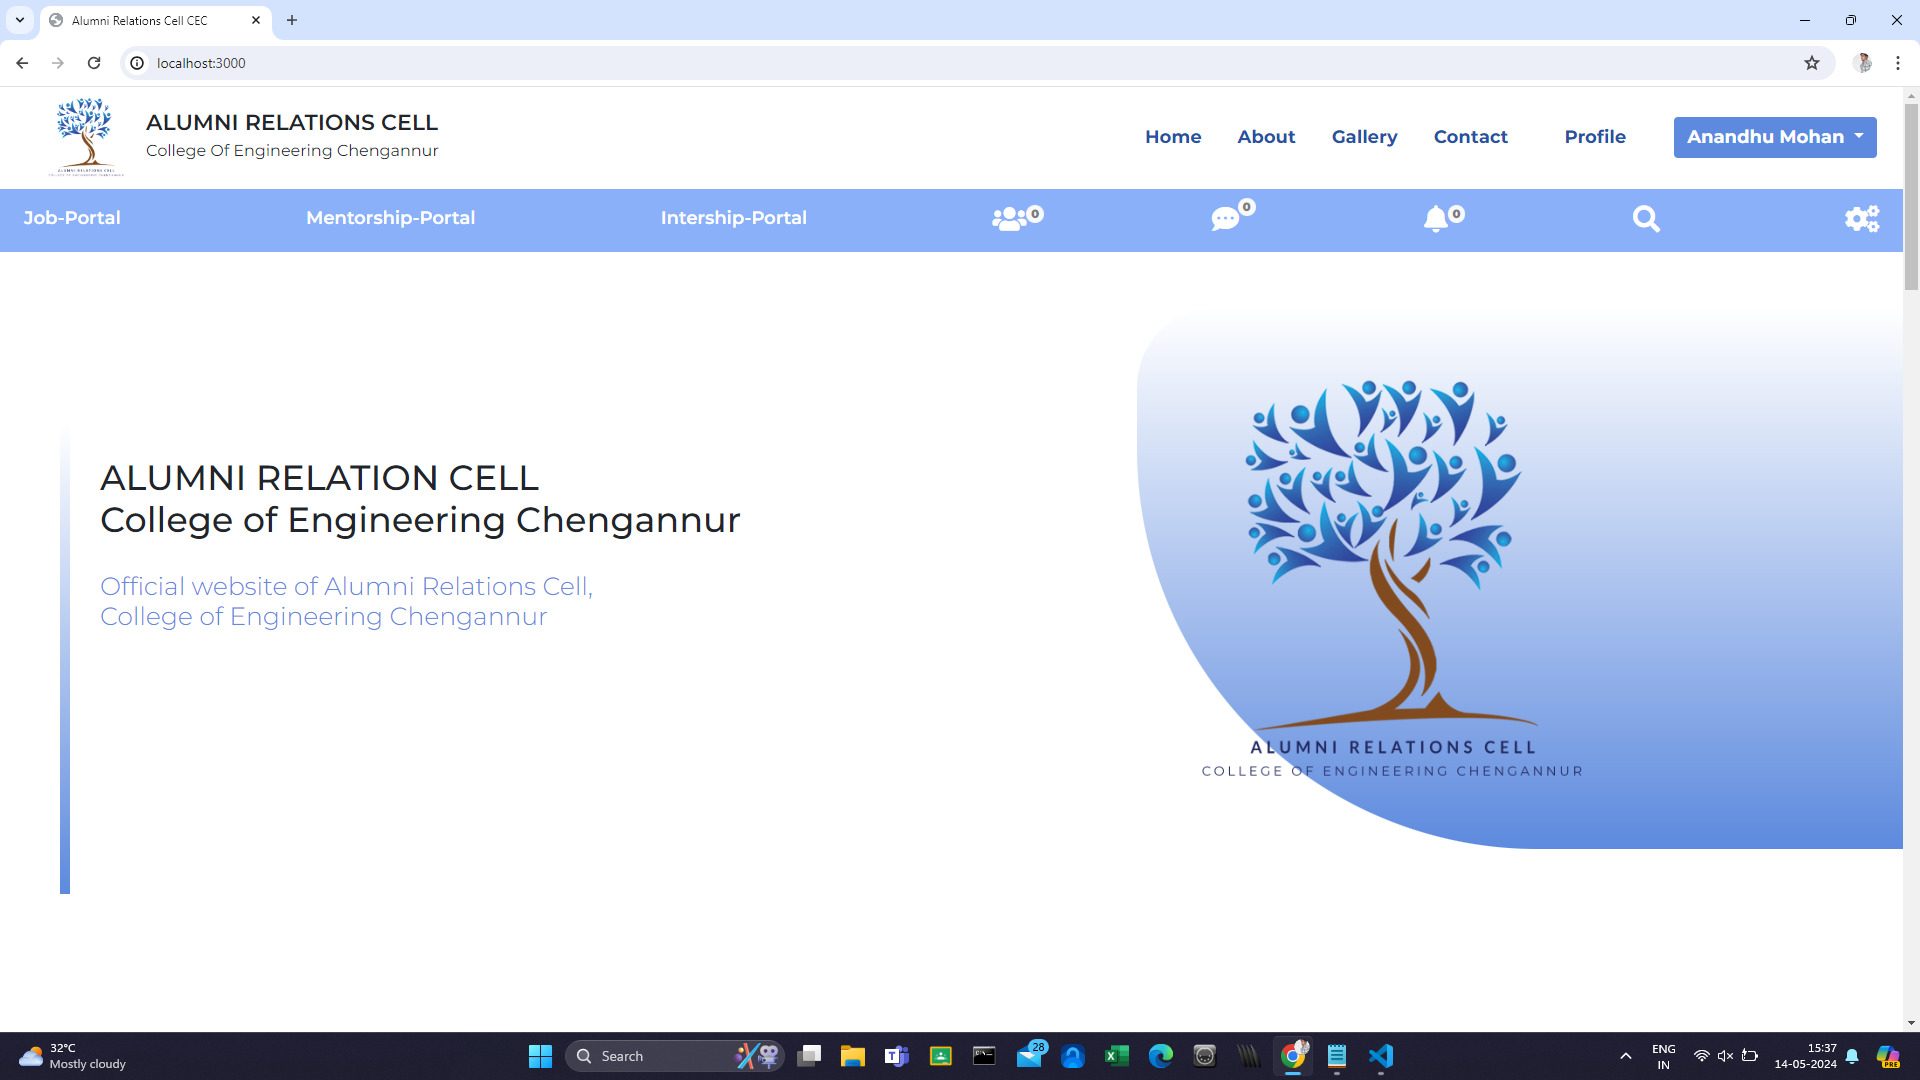 Alumni Relations Cell CEC
localhost:3000
ALUMNI RELATIONS CELL
College Of Engineering Chengannur
Home About Gallery Contact Profile Anandhu Mohan
Job-Portal Mentorship-Portal Intership-Portal 0 0 0
ALUMNI RELATION CELL
College of Engineering Chengannur
Official website of Alumni Relations Cell,
College of Engineering Chengannur
ALUMNI RELATIONS CELL
COLLEGE OF ENGINEERING CHENGANNUR
32°C
Mostly cloudy
Search
28
ENG
IN
15:37
14-05-2024
PRE